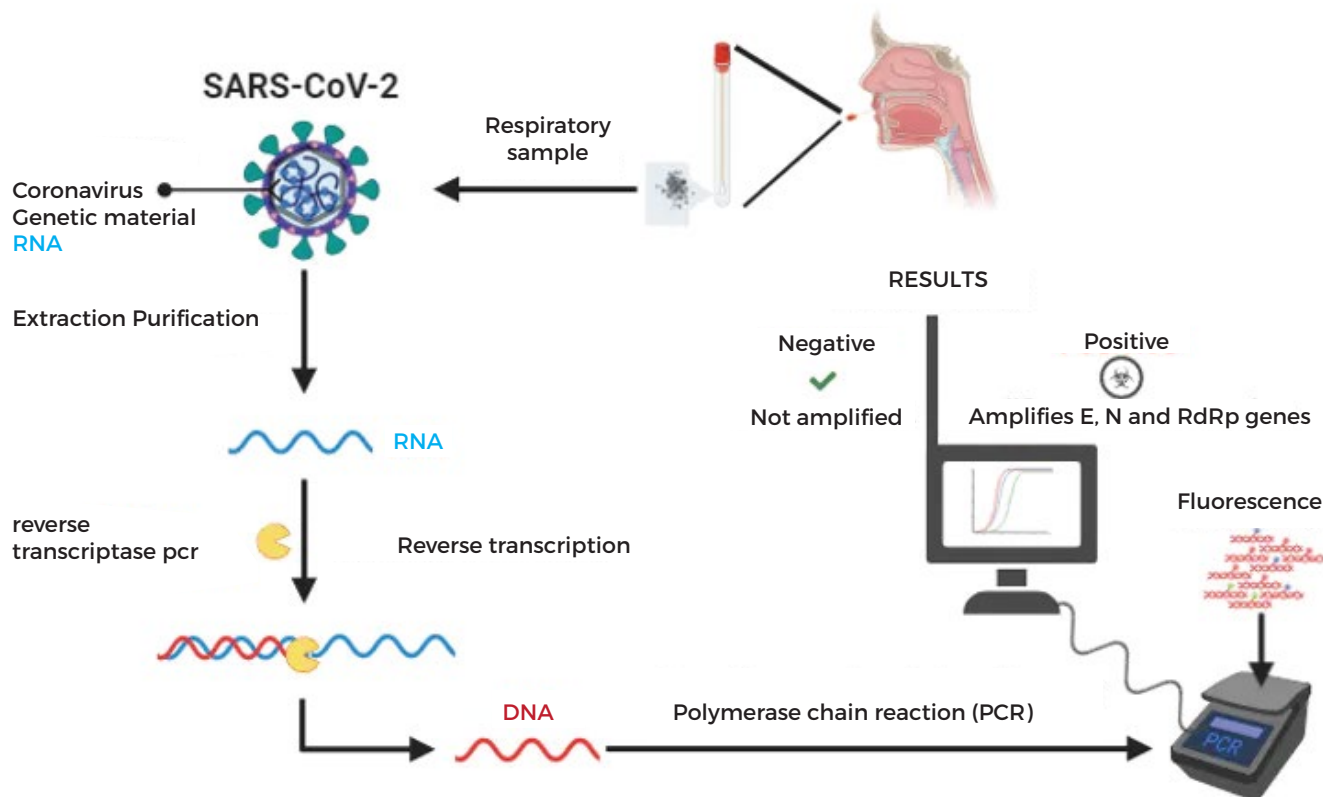 SARS-CoV-2
Respiratory
sample
Coronavirus
Genetic material
RNA
Extraction Purification
RESULTS
Negative
Positive
Not amplified
Amplifies E, N and RdRp genes
RNA
Fluorescence
reverse
transcriptase pcr
Reverse transcription
DNA
Polymerase chain reaction (PCR)
PCR